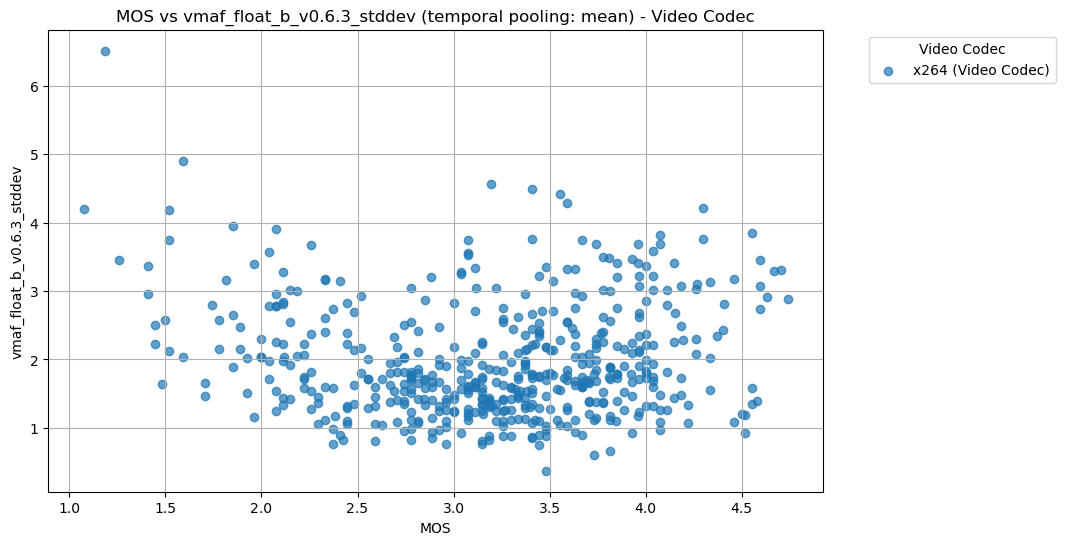 MOS vs vmaf_float_b_v0.6.3_stddev (temporal pooling: mean) - Video Codec
Video Codec
x264 (Video Codec)
vmaf_float_b_v0.6.3_stddev
6
5
4
3
2
1
1.0 1.5 2.0 2.5 3.0 3.5 4.0 4.5
MOS